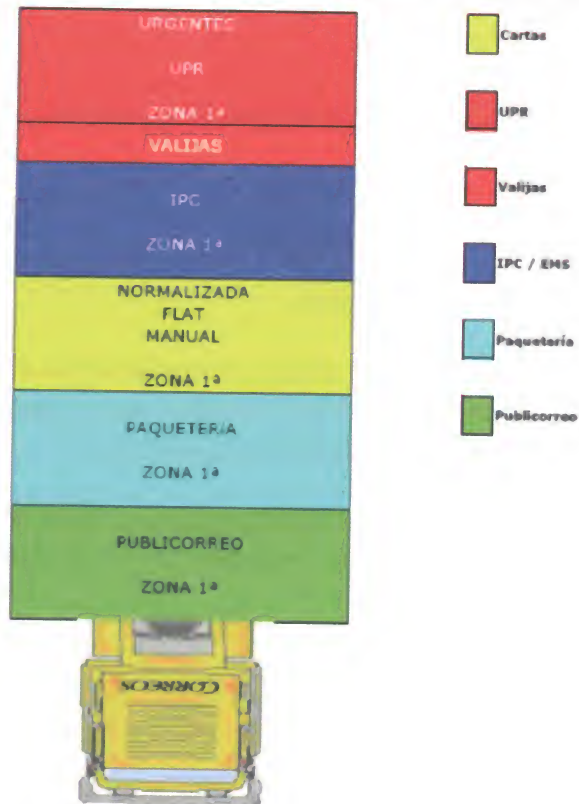 URGENTES
UPR
ZONA 1ª
VALIJAS
IPC
ZONA 1ª
NORMALIZADA
FLAT
MANUAL
ZONA 1ª
PAQUETERÍA
ZONA 1ª
PUBLICORREO
ZONA 1ª
CORREOS
Cartas
UPR
Valijas
IPC / EMS
Paquetería
Publicorreo